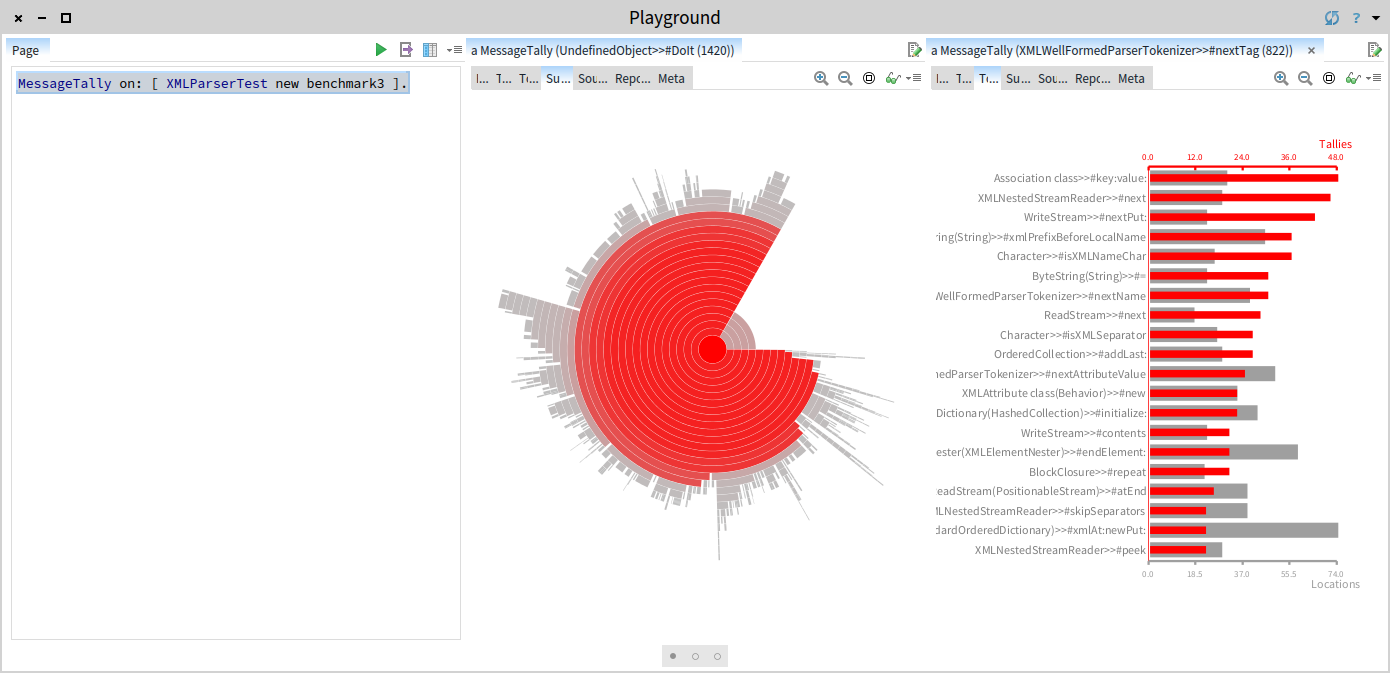 Playground
?
Page
MessageTally on: [ XMLParserTest new benchmark3 ].
a MessageTally (UndefinedObject>>#DoIt (1420))
I... T... To... Su... Sou... Repo... Meta
a MessageTally (XMLWellFormedParserTokenizer>>#nextTag (822))
I... T... To... Su... Sou... Repo... Meta
Tallies
0.0 12.0 24.0 36.0 48.0
Association class>>#key:value:
XMLNestedStreamReader>>#next
WriteStream>>#nextPut:
ring(String)>>#xmlPrefixBeforeLocalName
Character>>#isXMLNameChar
ByteString(String)>>#=
WellFormedParserTokenizer>>#nextName
ReadStream>>#next
Character>>#isXMLSeparator
OrderedCollection>>#addLast:
edParserTokenizer>>#nextAttributeValue
XMLAttribute class(Behavior)>>#new
Dictionary(HashedCollection)>>#initialize:
WriteStream>>#contents
ester(XMLElementNester)>>#endElement:
BlockClosure>>#repeat
eadStream(PositionableStream)>>#atEnd
LNestedStreamReader>>#skipSeparators
dardOrderedDictionary)>>#xmlAt:newPut:
XMLNestedStreamReader>>#peek
0.0 18.5 37.0 55.5 74.0
Locations